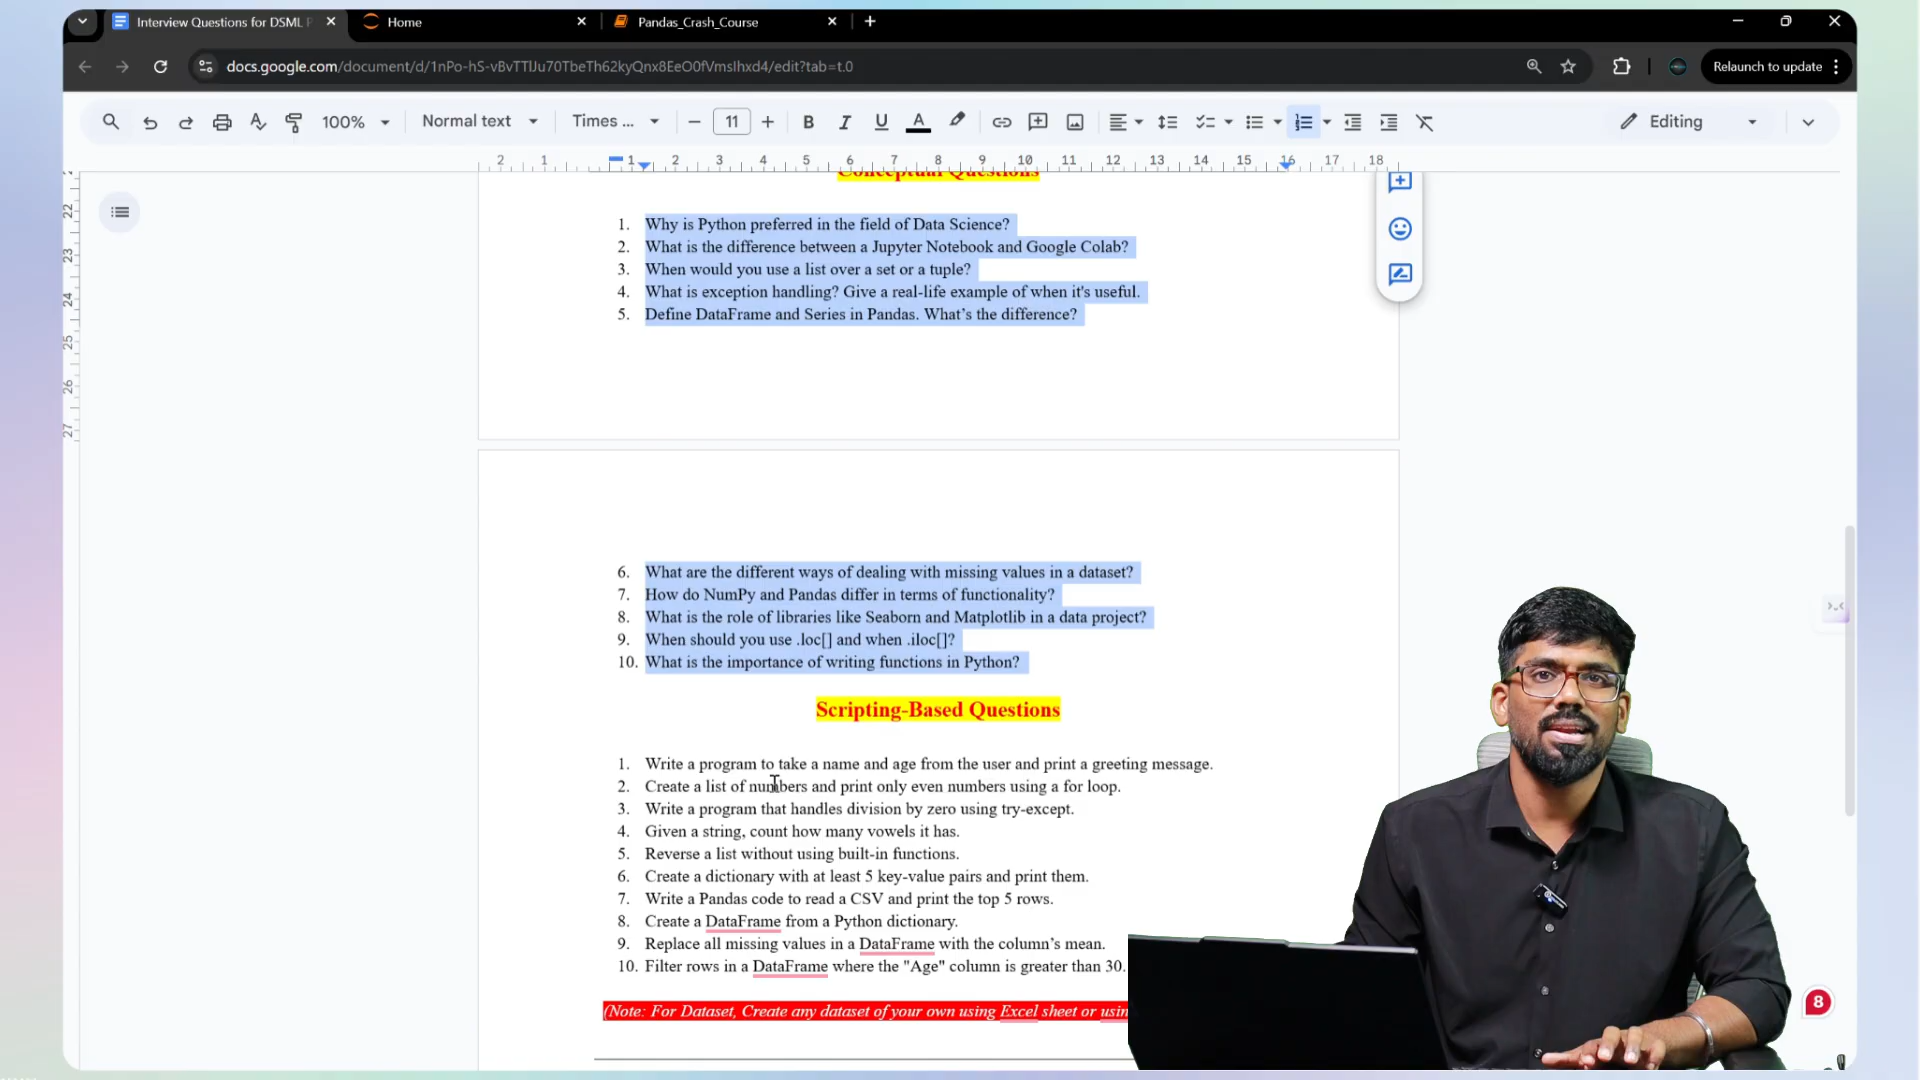 Interview Questions for DSML P
Home
Pandas_Crash_Course
docs.google.com/document/d/1nPo-hS-vBvTTlJu70TbeTh62kyQnx8EeO0fVmslhxd4/edit?tab=t.0
Relaunch to update
100%
Normal text
Times ...
11
Editing
2 1 1 2 3 4 5 6 7 8 9 10 11 12 13 14 15 16 17 18
22
23
24
25
26
27
Conceptual Questions
1. Why is Python preferred in the field of Data Science?
2. What is the difference between a Jupyter Notebook and Google Colab?
3. When would you use a list over a set or a tuple?
4. What is exception handling? Give a real-life example of when it's useful.
5. Define DataFrame and Series in Pandas. What’s the difference?
6. What are the different ways of dealing with missing values in a dataset?
7. How do NumPy and Pandas differ in terms of functionality?
8. What is the role of libraries like Seaborn and Matplotlib in a data project?
9. When should you use .loc[] and when .iloc[]?
10. What is the importance of writing functions in Python?
Scripting-Based Questions
1. Write a program to take a name and age from the user and print a greeting message.
2. Create a list of numbers and print only even numbers using a for loop.
3. Write a program that handles division by zero using try-except.
4. Given a string, count how many vowels it has.
5. Reverse a list without using built-in functions.
6. Create a dictionary with at least 5 key-value pairs and print them.
7. Write a Pandas code to read a CSV and print the top 5 rows.
8. Create a DataFrame from a Python dictionary.
9. Replace all missing values in a DataFrame with the column’s mean.
10. Filter rows in a DataFrame where the "Age" column is greater than 30.
(Note: For Dataset, Create any dataset of your own using Excel sheet or usin
8